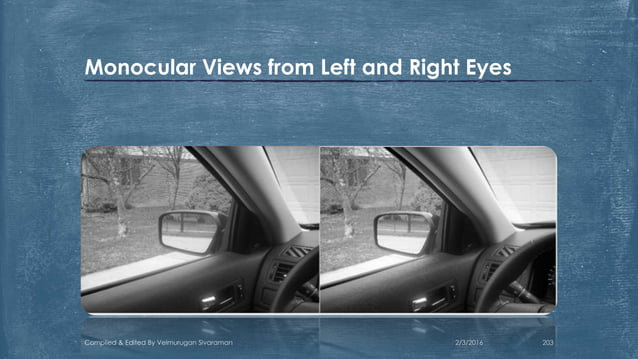 Monocular Views from Left and Right Eyes
Compiled & Edited By Velmurugan Sivaraman
2/3/2016
203